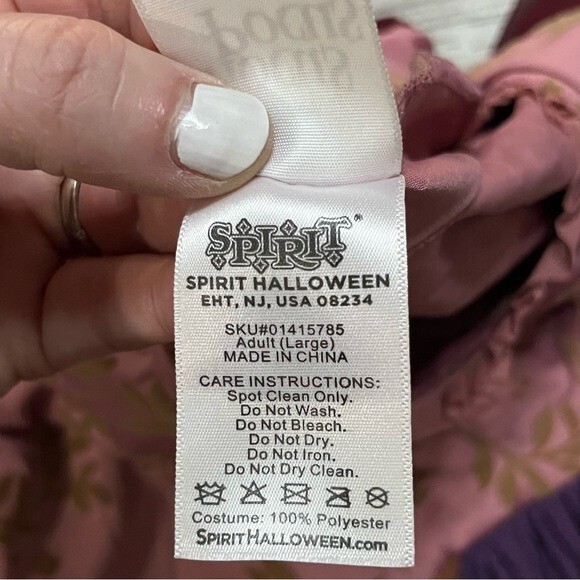 SPIRIT®
SPIRIT HALLOWEEN
EHT, NJ, USA 08234
SKU#01415785
Adult (Large)
MADE IN CHINA
CARE INSTRUCTIONS:
Spot Clean Only.
Do Not Wash.
Do Not Bleach.
Do Not Dry.
Do Not Iron.
Do Not Dry Clean.
Costume: 100% Polyester
SPIRITHALLOWEEN.com